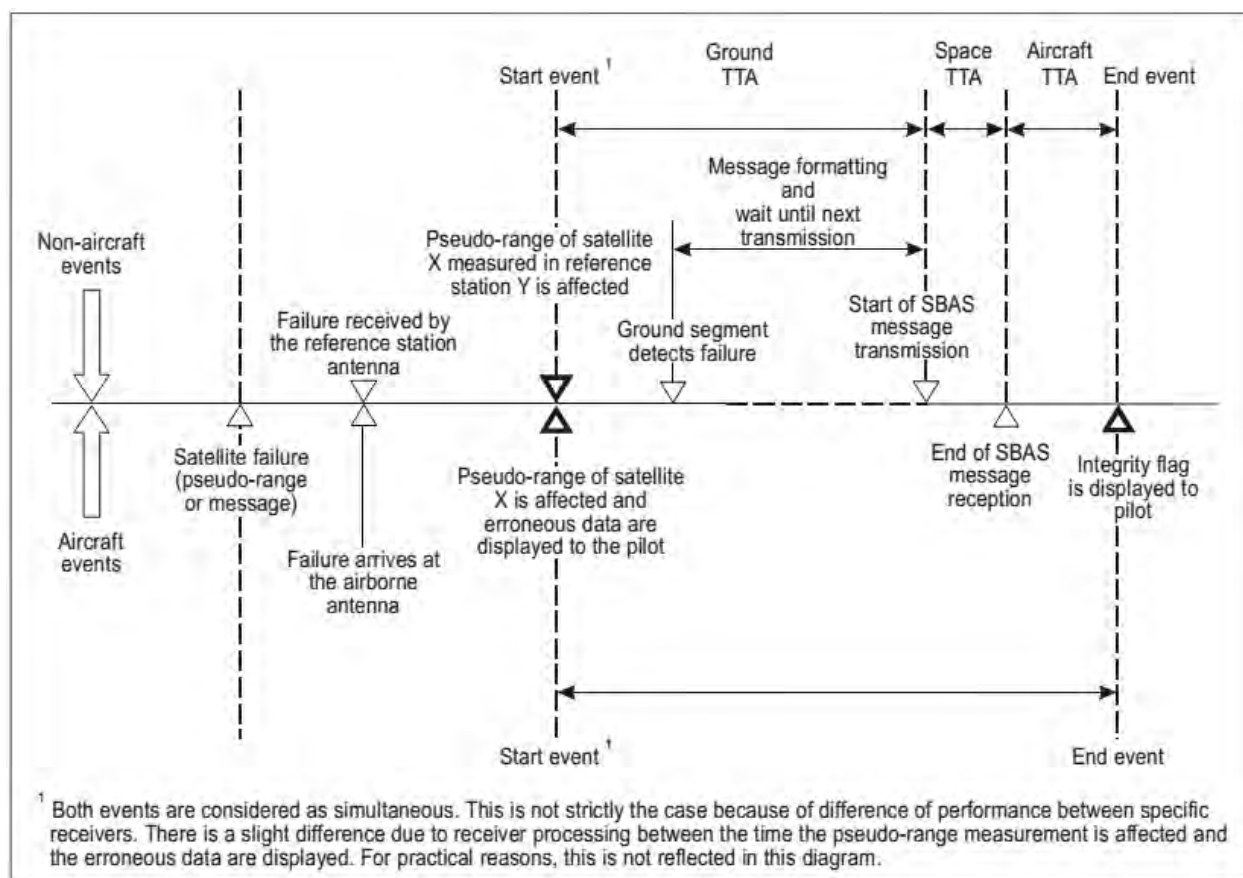 Start event ¹
Ground
TTA
Space
TTA
Aircraft
TTA
End event
Message formatting
and
wait until next
transmission
Non-aircraft
events
Pseudo-range of satellite
X measured in reference
station Y is affected
Failure received by
the reference station
antenna
Ground segment
detects failure
Start of SBAS
message
transmission
Satellite failure
(pseudo-range
or message)
Aircraft
events
Failure arrives at
the airborne
antenna
Pseudo-range of satellite
X is affected and
erroneous data are
displayed to the pilot
End of SBAS
message
reception
Integrity flag
is displayed to
pilot
Start event ¹
End event
¹ Both events are considered as simultaneous. This is not strictly the case because of difference of performance between specific
receivers. There is a slight difference due to receiver processing between the time the pseudo-range measurement is affected and
the erroneous data are displayed. For practical reasons, this is not reflected in this diagram.